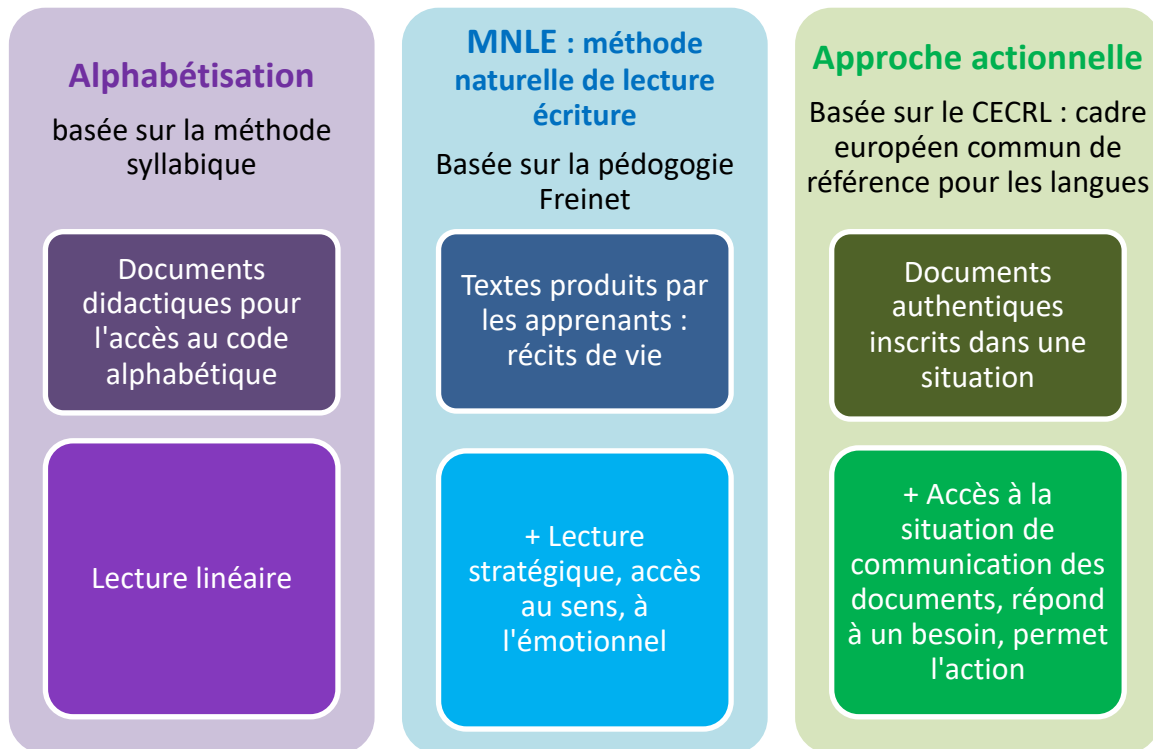 Alphabétisation
basée sur la méthode
syllabique
Documents
didactiques pour
l'accès au code
alphabétique
Lecture linéaire
MNLE : méthode
naturelle de lecture
écriture
Basée sur la pédogogie
Freinet
Textes produits par
les apprenants :
récits de vie
+ Lecture
stratégique, accès
au sens, à
l'émotionnel
Approche actionnelle
Basée sur le CECRL : cadre
européen commun de
référence pour les langues
Documents
authentiques
inscrits dans une
situation
+ Accès à la
situation de
communication des
documents, répond
à un besoin, permet
l'action